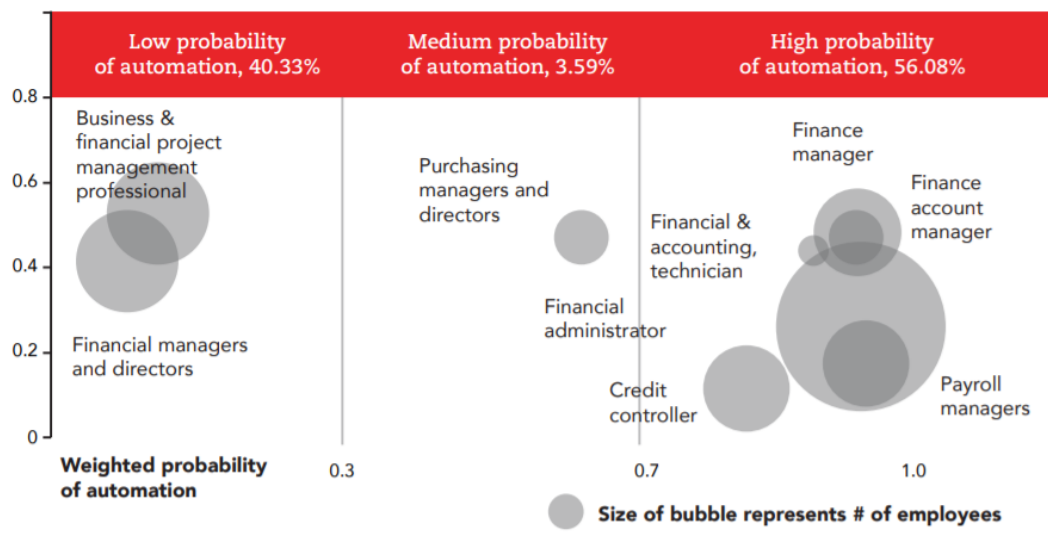 Low probability
of automation, 40.33%
Medium probability
of automation, 3.59%
High probability
of automation, 56.08%
0.8
0.6
0.4
0.2
0
Business &
financial project
management
professional
Financial managers
and directors
Purchasing
managers and
directors
Financial
administrator
Finance
manager
Finance
account
manager
Financial &
accounting,
technician
Credit
controller
Payroll
managers
Weighted probability
of automation
0.3
0.7
1.0
Size of bubble represents # of employees